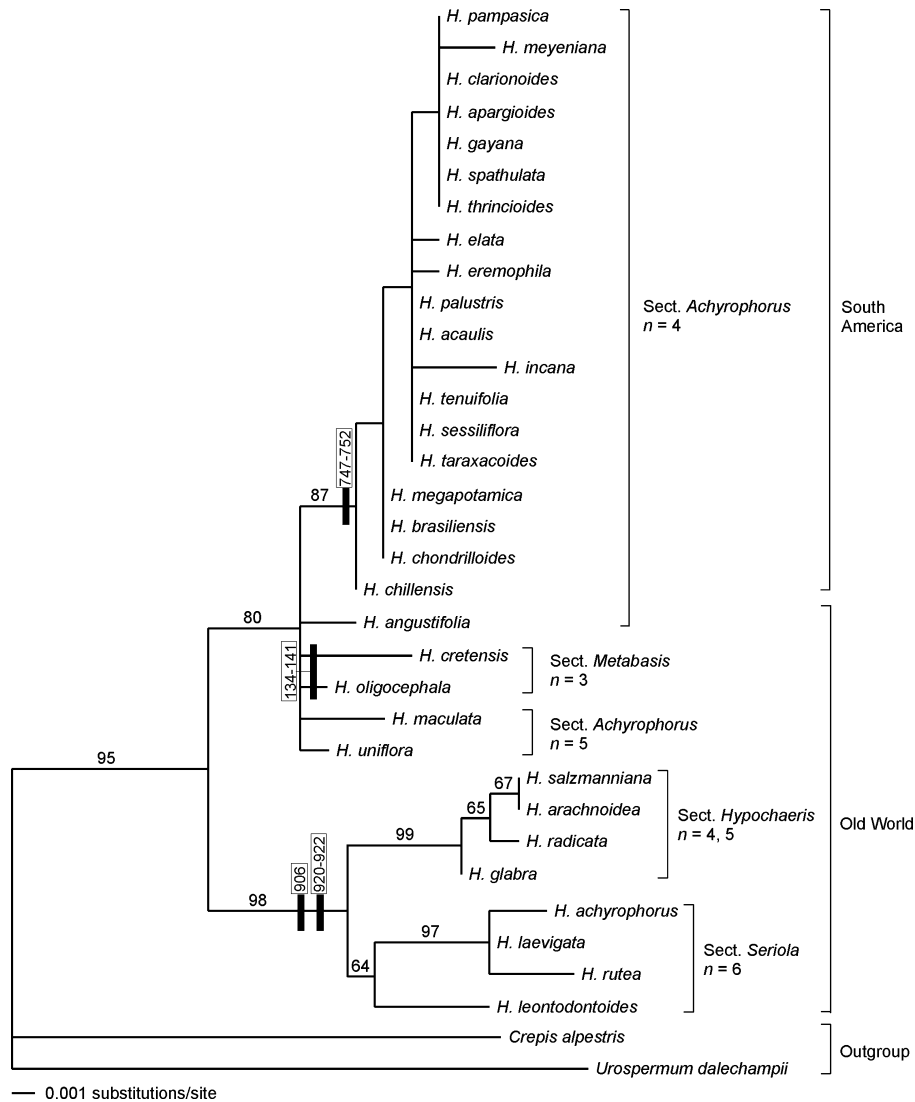 H. pampasica
H. meyeniana
H. clarionoides
H. apargioides
H. gayana
H. spathulata
H. thrincioides
H. elata
H. eremophila
H. palustris
H. acaulis
H. incana
H. tenuifolia
H. sessiliflora
H. taraxacoides
H. megapotamica
H. brasiliensis
H. chondrilloides
H. chillensis
H. angustifolia
H. cretensis
H. oligocephala
H. maculata
H. uniflora
H. salzmanniana
H. arachnoidea
H. radicata
H. glabra
H. achyrophorus
H. laevigata
H. rutea
H. leontodontoides
Crepis alpestris
Urospermum dalechampii
Sect. Achyrophorus
n = 4
South
America
Sect. Metabasis
n = 3
Sect. Achyrophorus
n = 5
Sect. Hypochaeris
n = 4, 5
Old World
Sect. Seriola
n = 6
Outgroup
747-752
87
80
134-141
95
67
65
99
906
920-922
98
97
64
0.001 substitutions/site